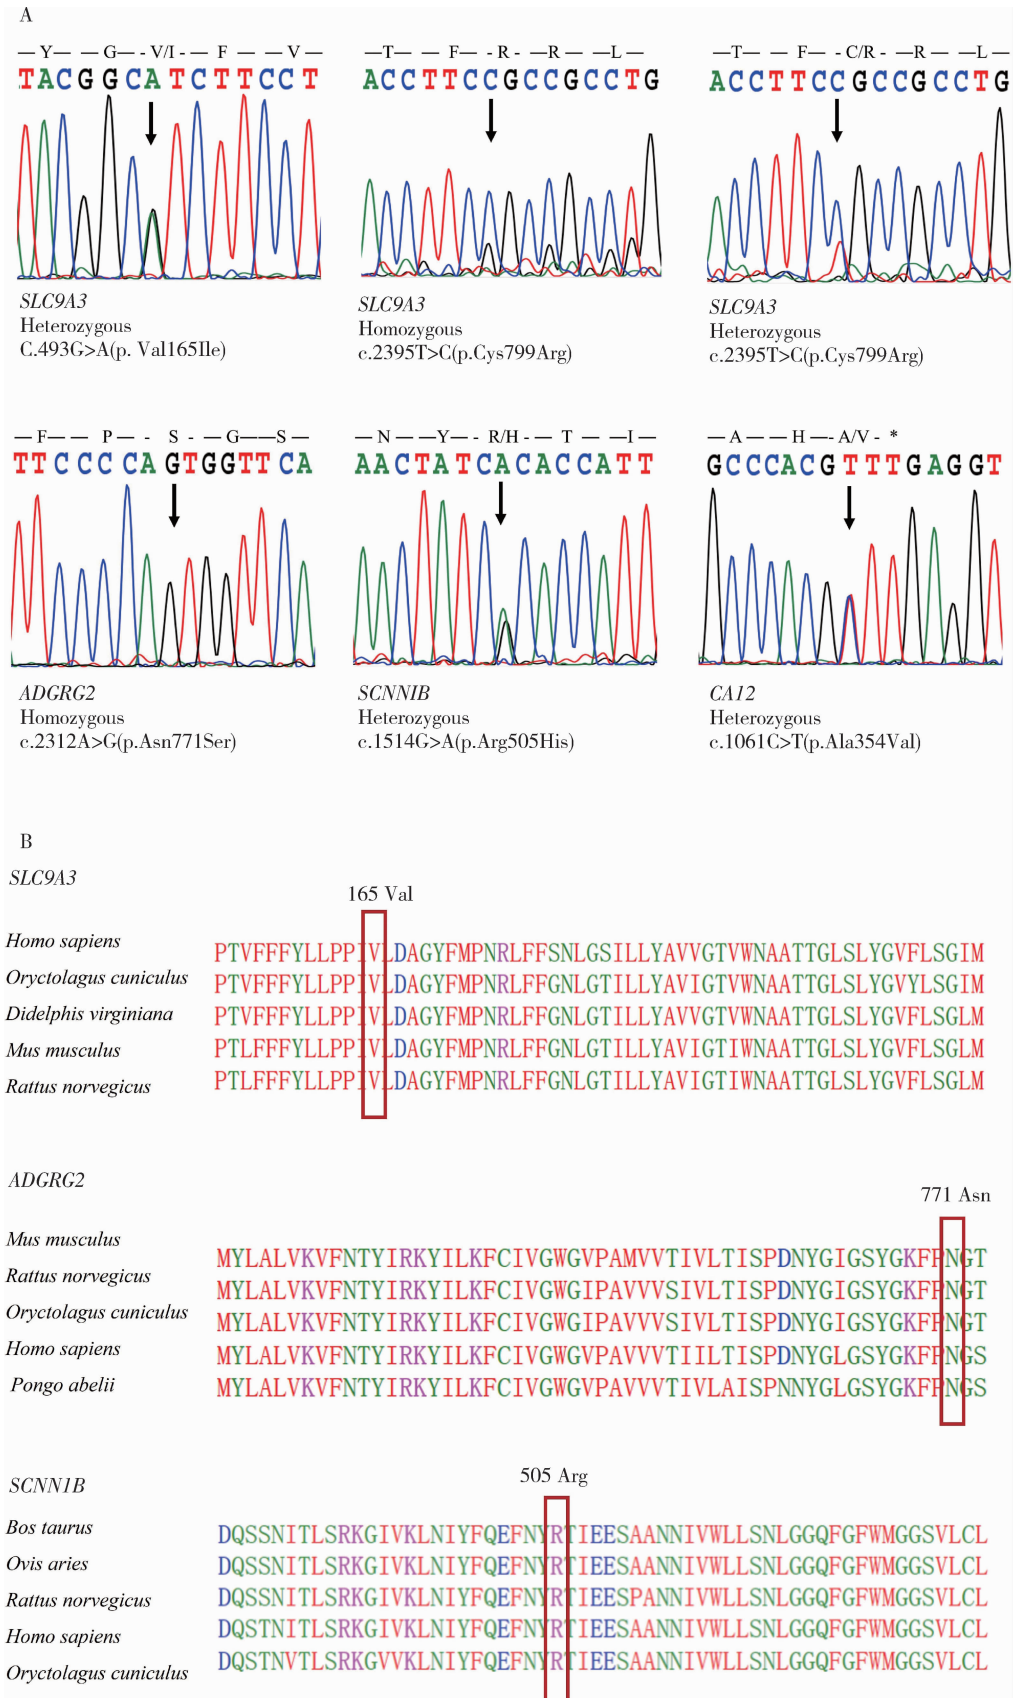 A
—Y— —G— -V/I- — F — — V —
TACGGCATCTTCCT
SLC9A3
Heterozygous
C.493G>A(p. Val165Ile)
—T— —F— -R- —R— —L—
ACCTTCCGCCGCCTG
SLC9A3
Homozygous
c.2395T>C(p.Cys799Arg)
—T— —F— -C/R- —R— —L—
ACCTTCCGCCGCCTG
SLC9A3
Heterozygous
c.2395T>C(p.Cys799Arg)
—F— — P— - S - —G——S—
TTCCCCAGTGGTTCA
ADGRG2
Homozygous
c.2312A>G(p.Asn771Ser)
—N— —Y— - R/H - — T — —I—
AACTATCACACCATT
SCNNIB
Heterozygous
c.1514G>A(p.Arg505His)
—A— —H— -A/V- *
GCCCACGTTTGAGGT
CA12
Heterozygous
c.1061C>T(p.Ala354Val)
B
SLC9A3
165 Val
Homo sapiens PTVFFFYLLPPIVLDAGYFMPNRLFFSNLGSILLYAVVGTVWNAATTGLSLYGVFLSGIM
Oryctolagus cuniculus PTVFFFYLLPPIVLDAGYFMPNRLFFGNLGTILLYAVIGTVWNAATTGLSLYGVYLSGIM
Didelphis virginiana PTVFFFYLLPPIVLDAGYFMPNRLFFGNLGTILLYAVVGTVWNAATTGLSLYGVFLSGLM
Mus musculus PTLFFFYLLPPIVLDAGYFMPNRLFFGNLGTILLYAVIGTIWNAATTGLSLYGVFLSGLM
Rattus norvegicus PTLFFFYLLPPIVLDAGYFMPNRLFFGNLGTILLYAVIGTIWNAATTGLSLYGVFLSGLM
ADGRG2
771 Asn
Mus musculus MYLALVKVFNTYIRKYILKFCIVGWGVPAMVVTIVLTISPDNYGIGSYGKFPNGT
Rattus norvegicus MYLALVKVFNTYIRKYILKFCIVGWGIPAVVVSIVLTISPDNYGIGSYGKFPNGT
Oryctolagus cuniculus MYLALVKVFNTYIRKYILKFCIVGWGIPAVVVSIVLTISPDNYGIGSYGKFPNGT
Homo sapiens MYLALVKVFNTYIRKYILKFCIVGWGVPAVVVTIILTISPDNYGLGSYGKFPNGS
Pongo abelii MYLALVKVFNTYIRKYILKFCIVGWGVPAVVVTIVLAISPNNYGLGSYGKFPNGS
SCNN1B
505 Arg
Bos taurus DQSSNITLSRKGIVKLNIYFQEFNYRTIEESAANNIVWLLSNLGGQFGFWMGGSVLCL
Ovis aries DQSSNITLSRKGIVKLNIYFQEFNYRTIEESAANNIVWLLSNLGGQFGFWMGGSVLCL
Rattus norvegicus DQSSNITLSRKGIVKLNIYFQEFNYRTIEESPANNIVWLLSNLGGQFGFWMGGSVLCL
Homo sapiens DQSTNITLSRKGIVKLNIYFQEFNYRTIEESAANNIVWLLSNLGGQFGFWMGGSVLCL
Oryctolagus cuniculus DQSTNVTLSRKGVVKLNIYFQEFNYRTIEESAANNIVWLLSNLGGQFGFWMGGSVLCL